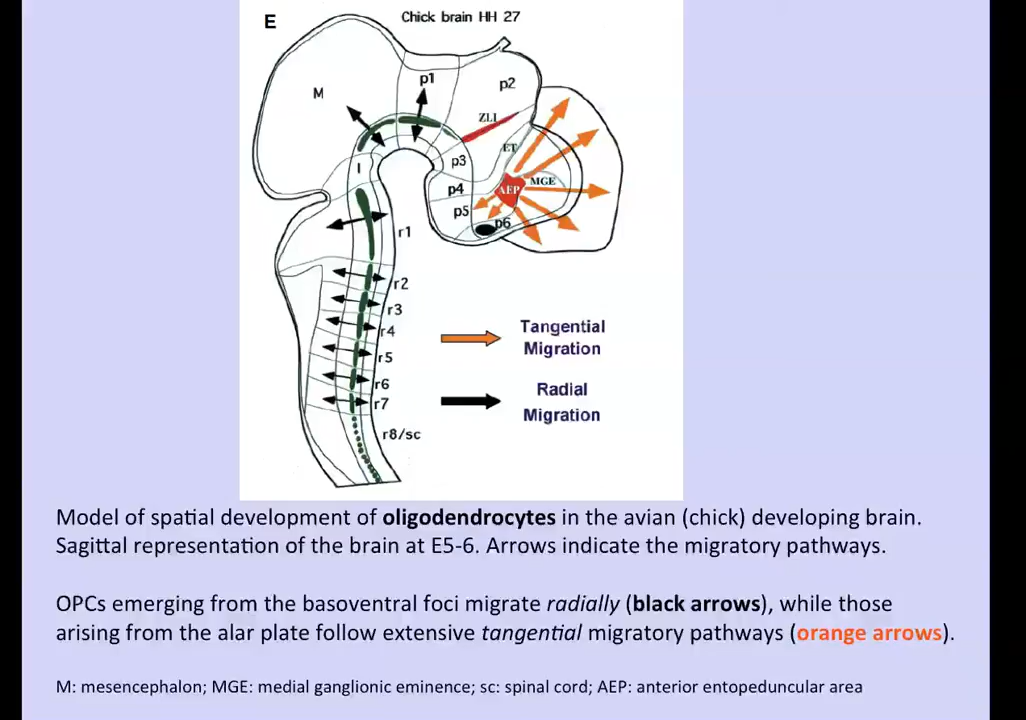 E
Chick brain HH 27
p1
p2
M
ZLI
ET
p3
I
MGE
p4
AEP
p5
p6
r1
r2
r3
r4
r5
r6
r7
r8/sc
Tangential
Migration
Radial
Migration
Model of spatial development of oligodendrocytes in the avian (chick) developing brain.
Sagittal representation of the brain at E5-6. Arrows indicate the migratory pathways.
OPCs emerging from the basoventral foci migrate radially (black arrows), while those
arising from the alar plate follow extensive tangential migratory pathways (orange arrows).
M: mesencephalon; MGE: medial ganglionic eminence; sc: spinal cord; AEP: anterior entopeduncular area